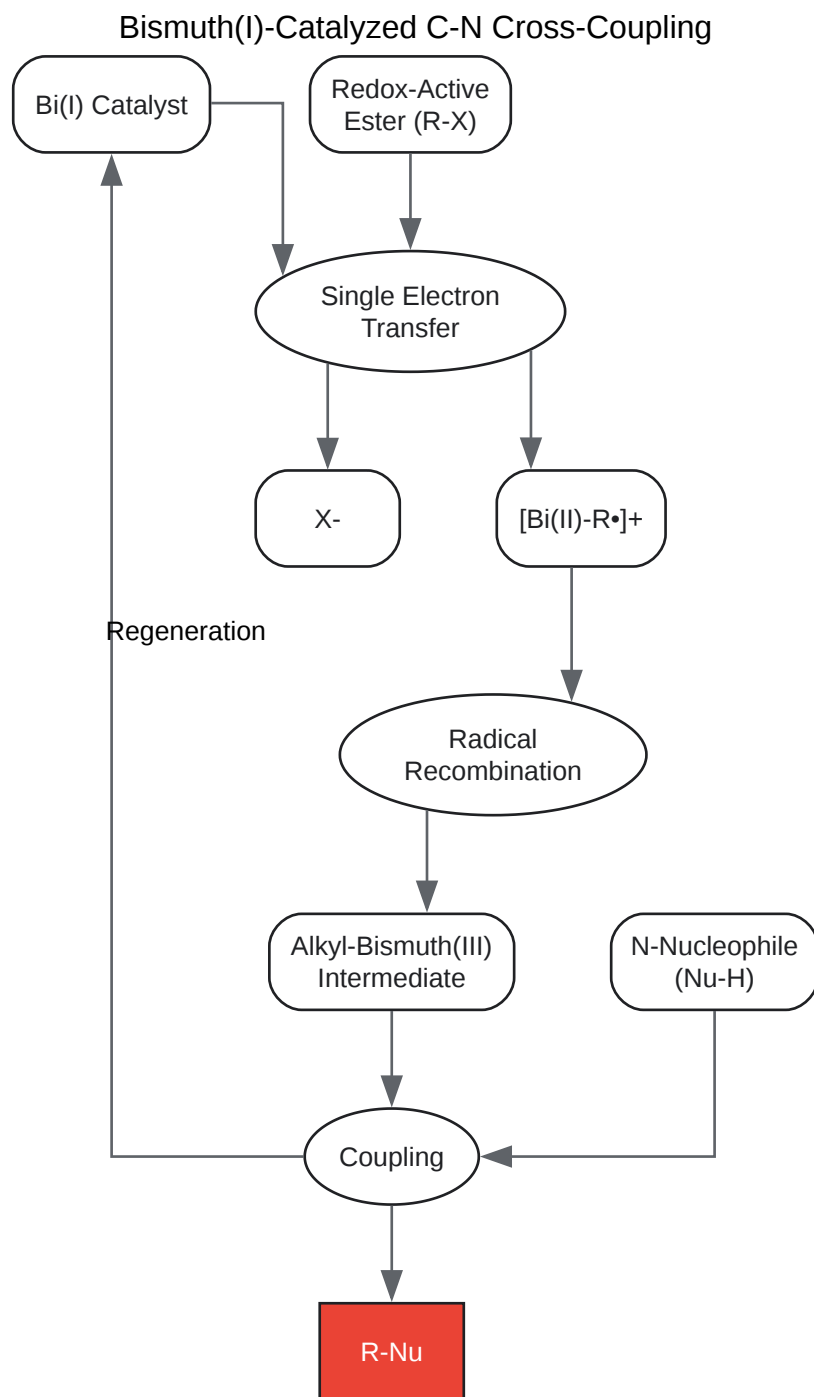 Bismuth(I)-Catalyzed C-N Cross-Coupling
Bi(I) Catalyst
Redox-Active
Ester (R-X)
Single Electron
Transfer
X-
[Bi(II)-R•]+
Regeneration
Radical
Recombination
Alkyl-Bismuth(III)
Intermediate
N-Nucleophile
(Nu-H)
Coupling
R-Nu